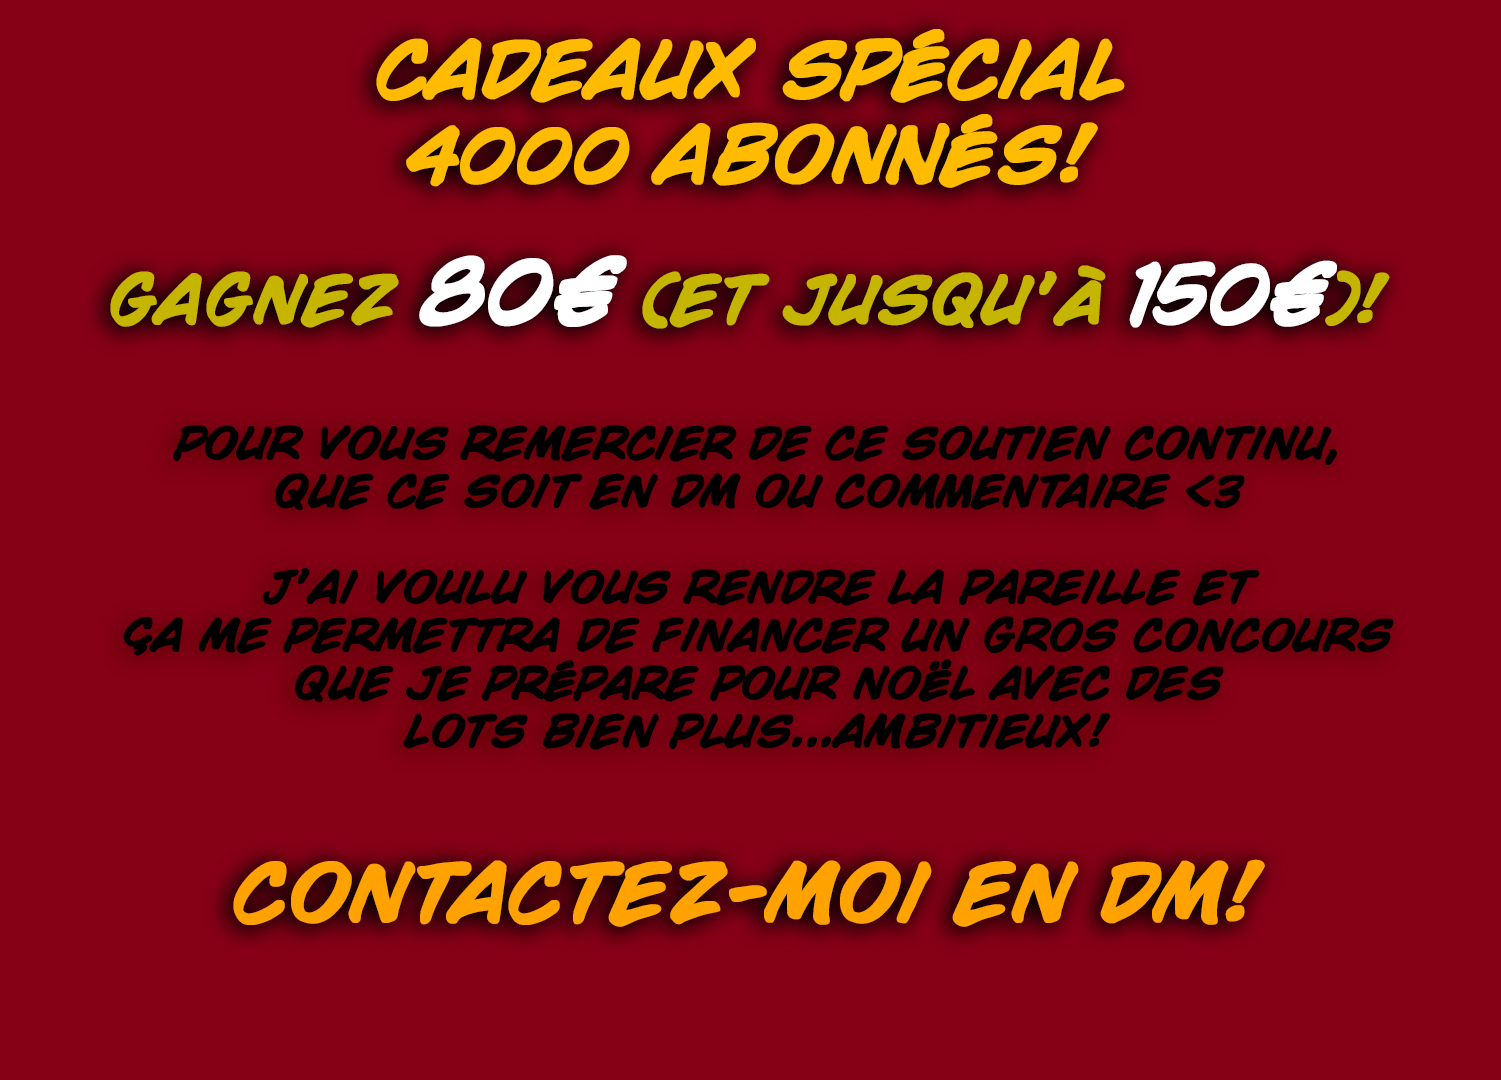 CADEAUX SPÉCIAL
4000 ABONNÉS!
GAGNEZ 80€ (ET JUSQU'À 150€)!
POUR VOUS REMERCIER DE CE SOUTIEN CONTINU,
QUE CE SOIT EN DM OU COMMENTAIRE <3
J'AI VOULU VOUS RENDRE LA PAREILLE ET
ÇA ME PERMETTRA DE FINANCER UN GROS CONCOURS
QUE JE PRÉPARE POUR NOËL AVEC DES
LOTS BIEN PLUS...AMBITIEUX!
CONTACTEZ-MOI EN DM!